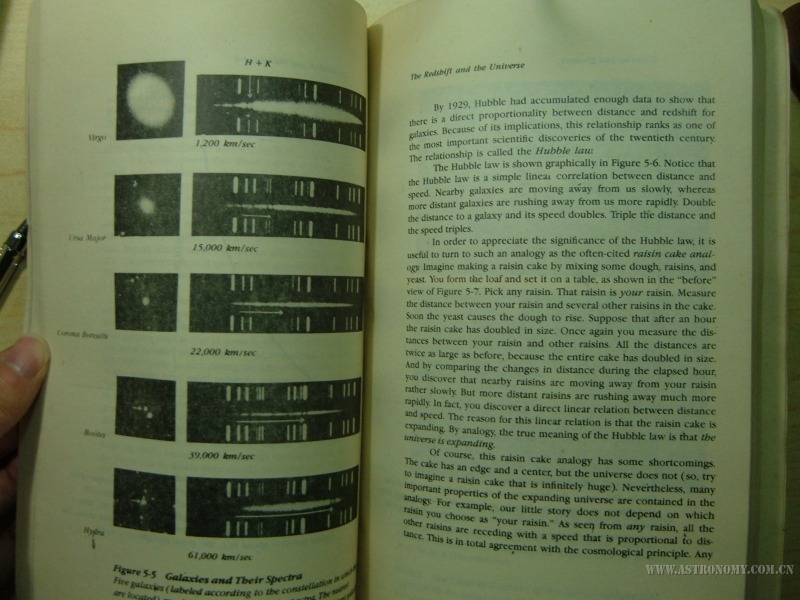 H + K
Virgo
1,200 km/sec
Ursa Major
15,000 km/sec
Corona Borealis
22,000 km/sec
Bootes
39,000 km/sec
Hydra
61,000 km/sec
Figure 5-5 Galaxies and Their Spectra
Five galaxies (labeled according to the constellation in which
are located)
The Redshift and the Universe
By 1929, Hubble had accumulated enough data to show that
there is a direct proportionality between distance and redshift for
galaxies. Because of its implications, this relationship ranks as one of
the most important scientific discoveries of the twentieth century.
The relationship is called the Hubble law.
The Hubble law is shown graphically in Figure 5-6. Notice that
the Hubble law is a simple linear correlation between distance and
speed. Nearby galaxies are moving away from us slowly, whereas
more distant galaxies are rushing away from us more rapidly. Double
the distance to a galaxy and its speed doubles. Triple the distance and
the speed triples.
In order to appreciate the significance of the Hubble law, it is
useful to turn to such an analogy as the often-cited raisin cake anal-
ogy. Imagine making a raisin cake by mixing some dough, raisins, and
yeast. You form the loaf and set it on a table, as shown in the "before"
view of Figure 5-7. Pick any raisin. That raisin is your raisin. Measure
the distance between your raisin and several other raisins in the cake.
Soon the yeast causes the dough to rise. Suppose that after an hour
the raisin cake has doubled in size. Once again you measure the dis-
tances between your raisin and other raisins. All the distances are
twice as large as before, because the entire cake has doubled in size.
And by comparing the changes in distance during the elapsed hour,
you discover that nearby raisins are moving away from your raisin
rather slowly. But more distant raisins are rushing away much more
rapidly. In fact, you discover a direct linear relation between distance
and speed. The reason for this linear relation is that the raisin cake is
expanding. By analogy, the true meaning of the Hubble law is that the
universe is expanding.
Of course, this raisin cake analogy has some shortcomings.
The cake has an edge and a center, but the universe does not (so, try
to imagine a raisin cake that is infinitely huge). Nevertheless, many
important properties of the expanding universe are contained in the
analogy. For example, our little story does not depend on which
raisin you choose as "your raisin." As seen from any raisin, all the
other raisins are receding with a speed that is proportional to dis-
tance. This is in total agreement with the cosmological principle. Any
WWW.ASTRONOMY.COM.CN